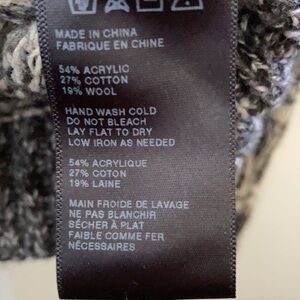 MADE IN CHINA
FABRIQUE EN CHINE
54% ACRYLIC
27% COTTON
19% WOOL
HAND WASH COLD
DO NOT BLEACH
LAY FLAT TO DRY
LOW IRON AS NEEDED
54% ACRYLIQUE
27% COTON
19% LAINE
MAIN FROIDE DE LAVAGE
NE PAS BLANCHIR
SÉCHER À PLAT
FAIBLE COMME FER
NÉCESSAIRES